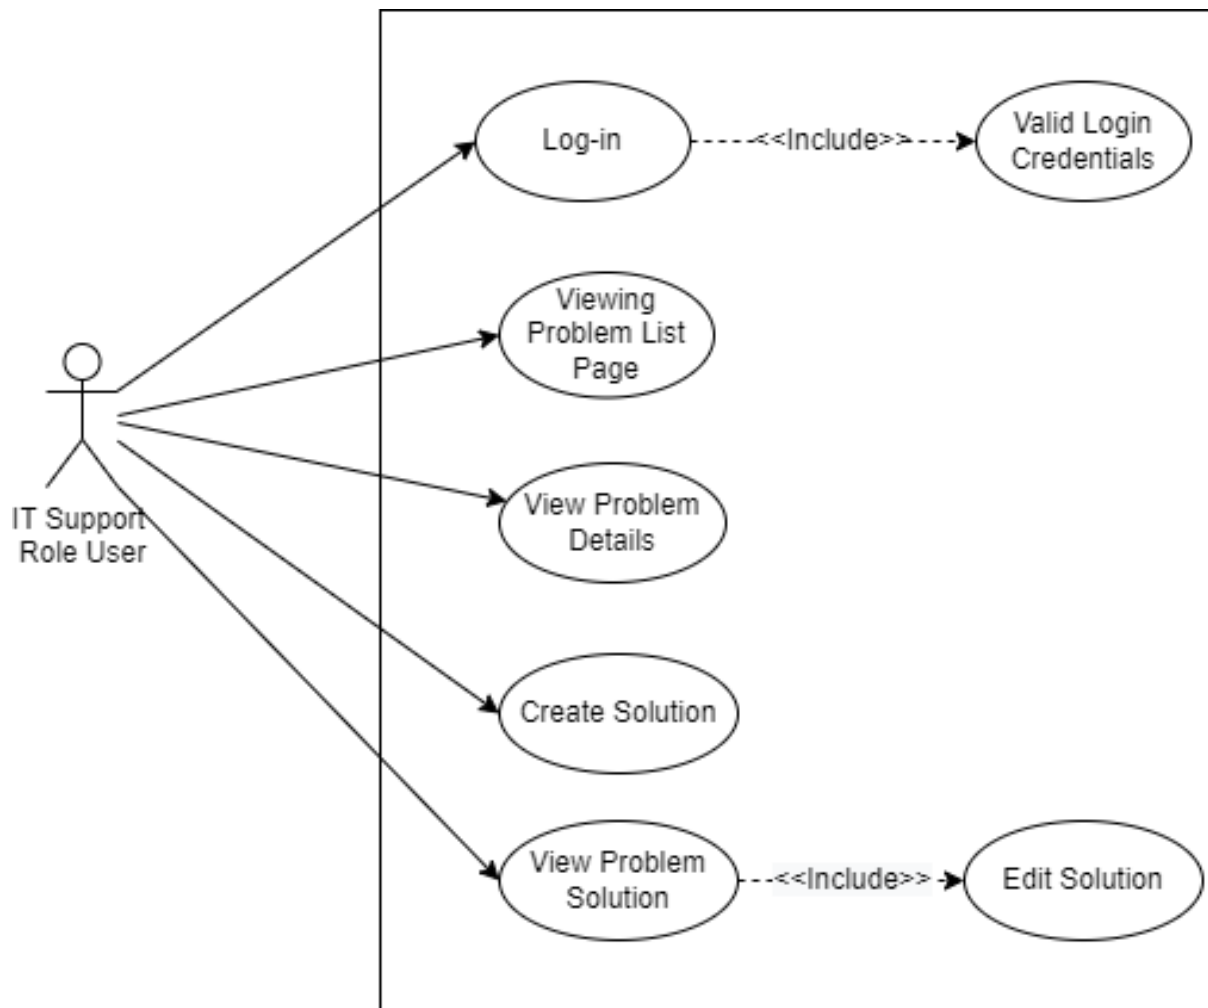 Log-in
<<Include>>
Valid Login
Credentials
Viewing
Problem List
Page
IT Support
Role User
View Problem
Details
Create Solution
View Problem
Solution
<<Include>>
Edit Solution